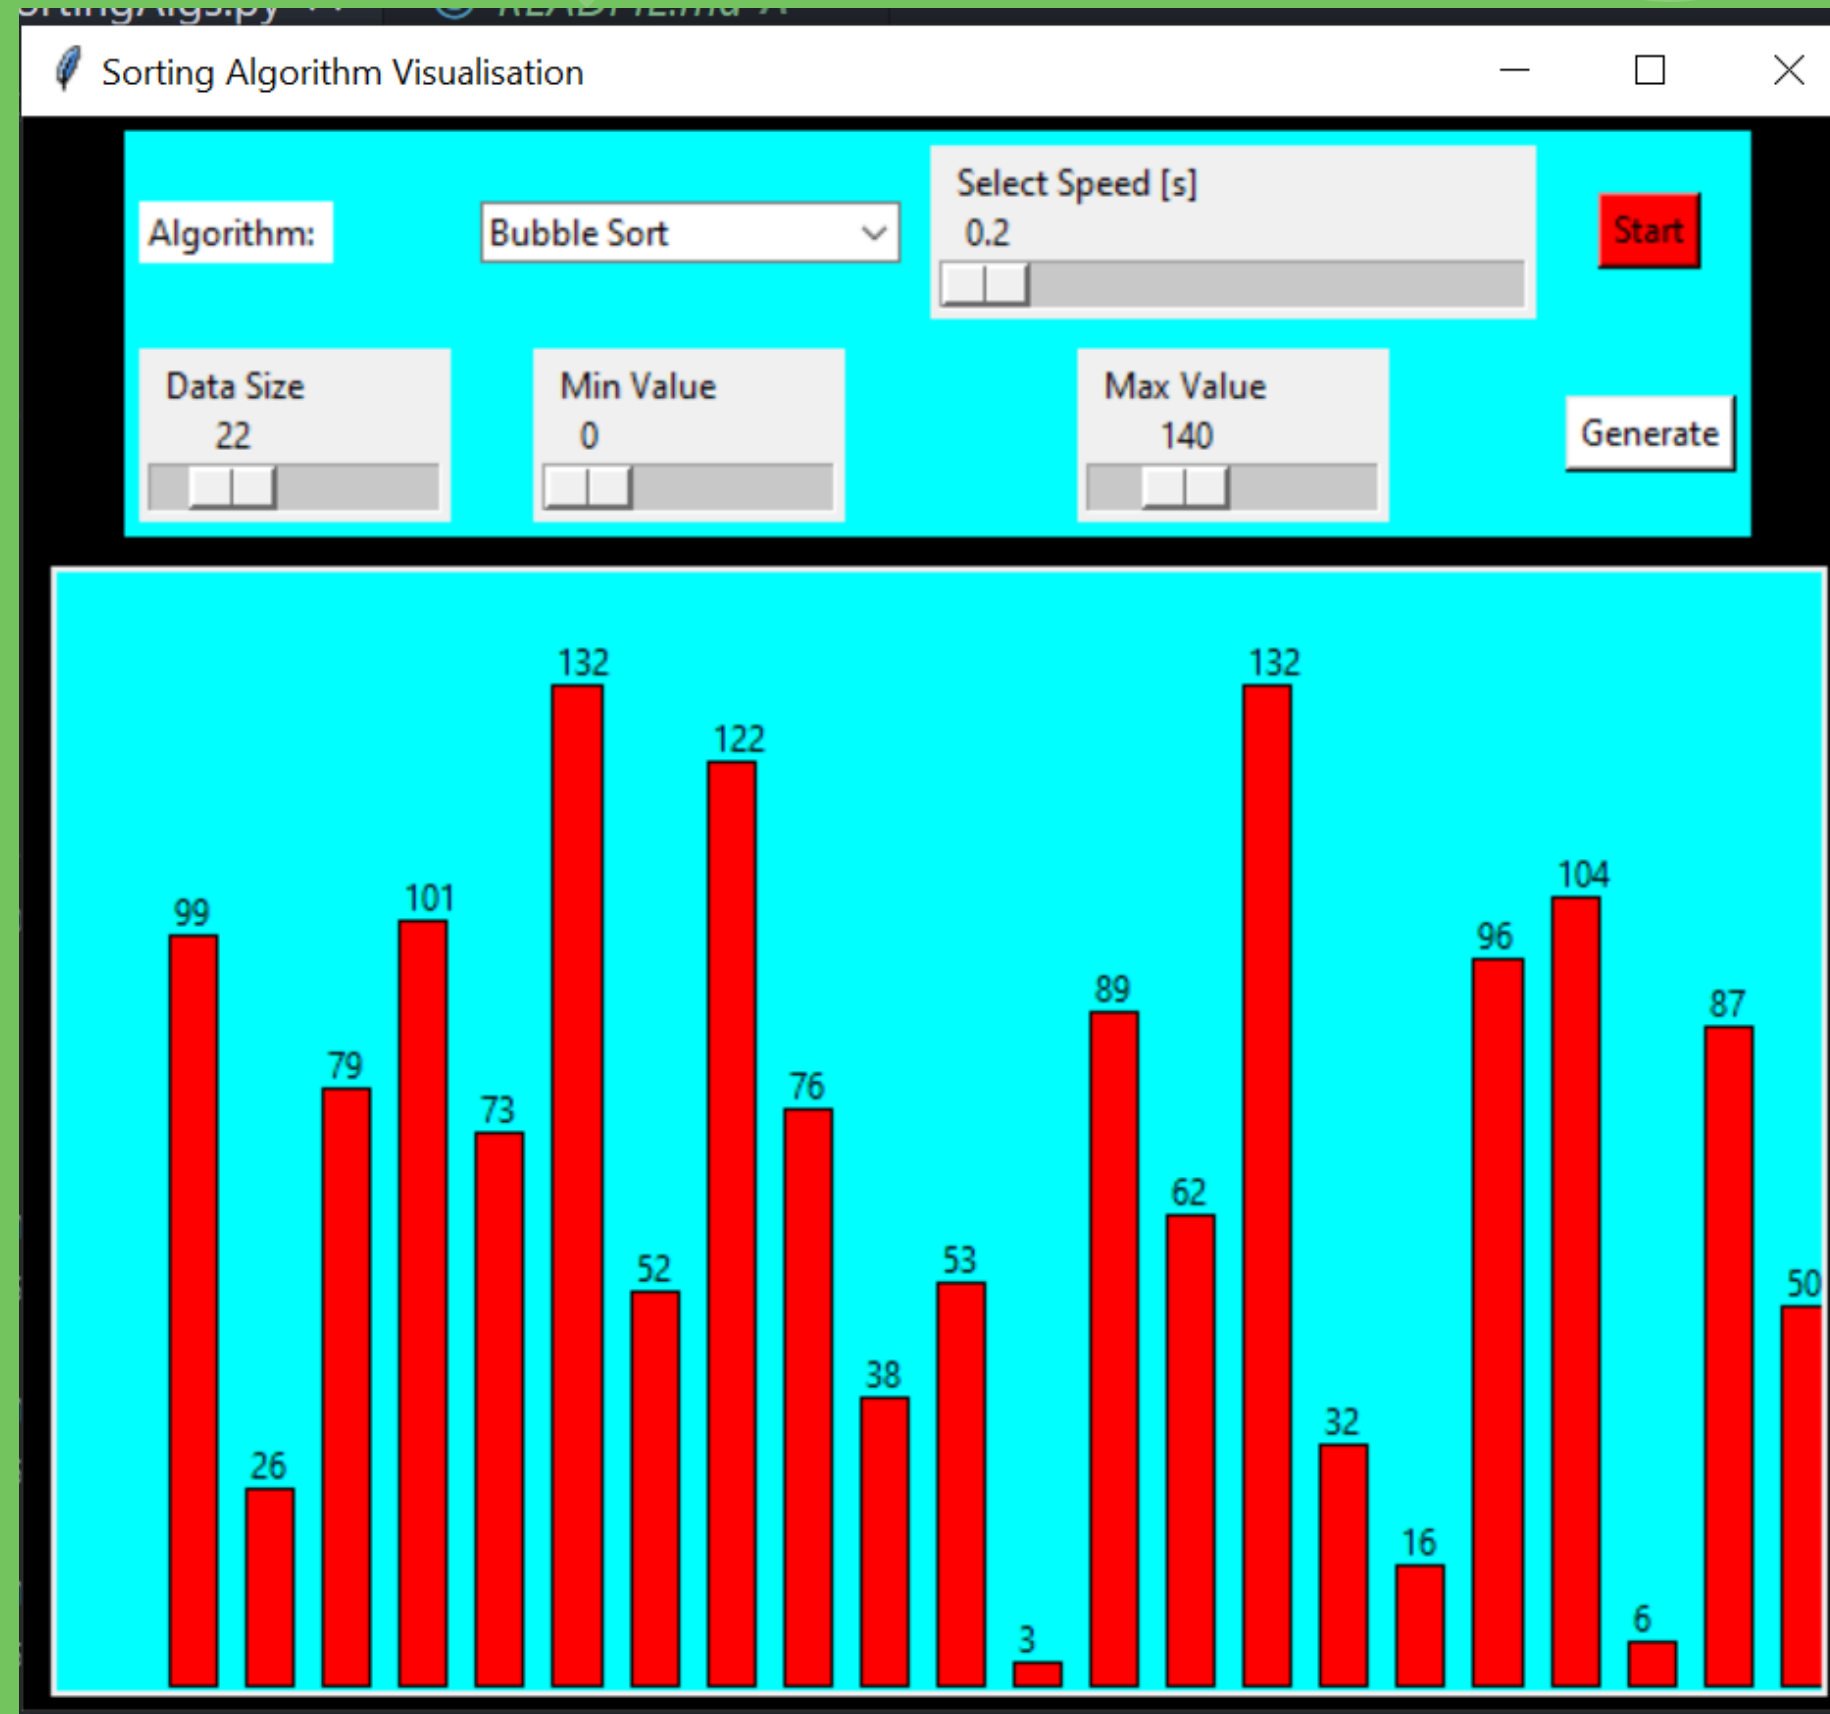 Sorting Algorithm Visualisation
Algorithm:
Bubble Sort
Select Speed [s]
0.2
Start
Data Size
22
Min Value
0
Max Value
140
Generate
99
26
79
101
73
132
52
122
76
38
53
3
89
62
132
32
16
96
104
6
87
50